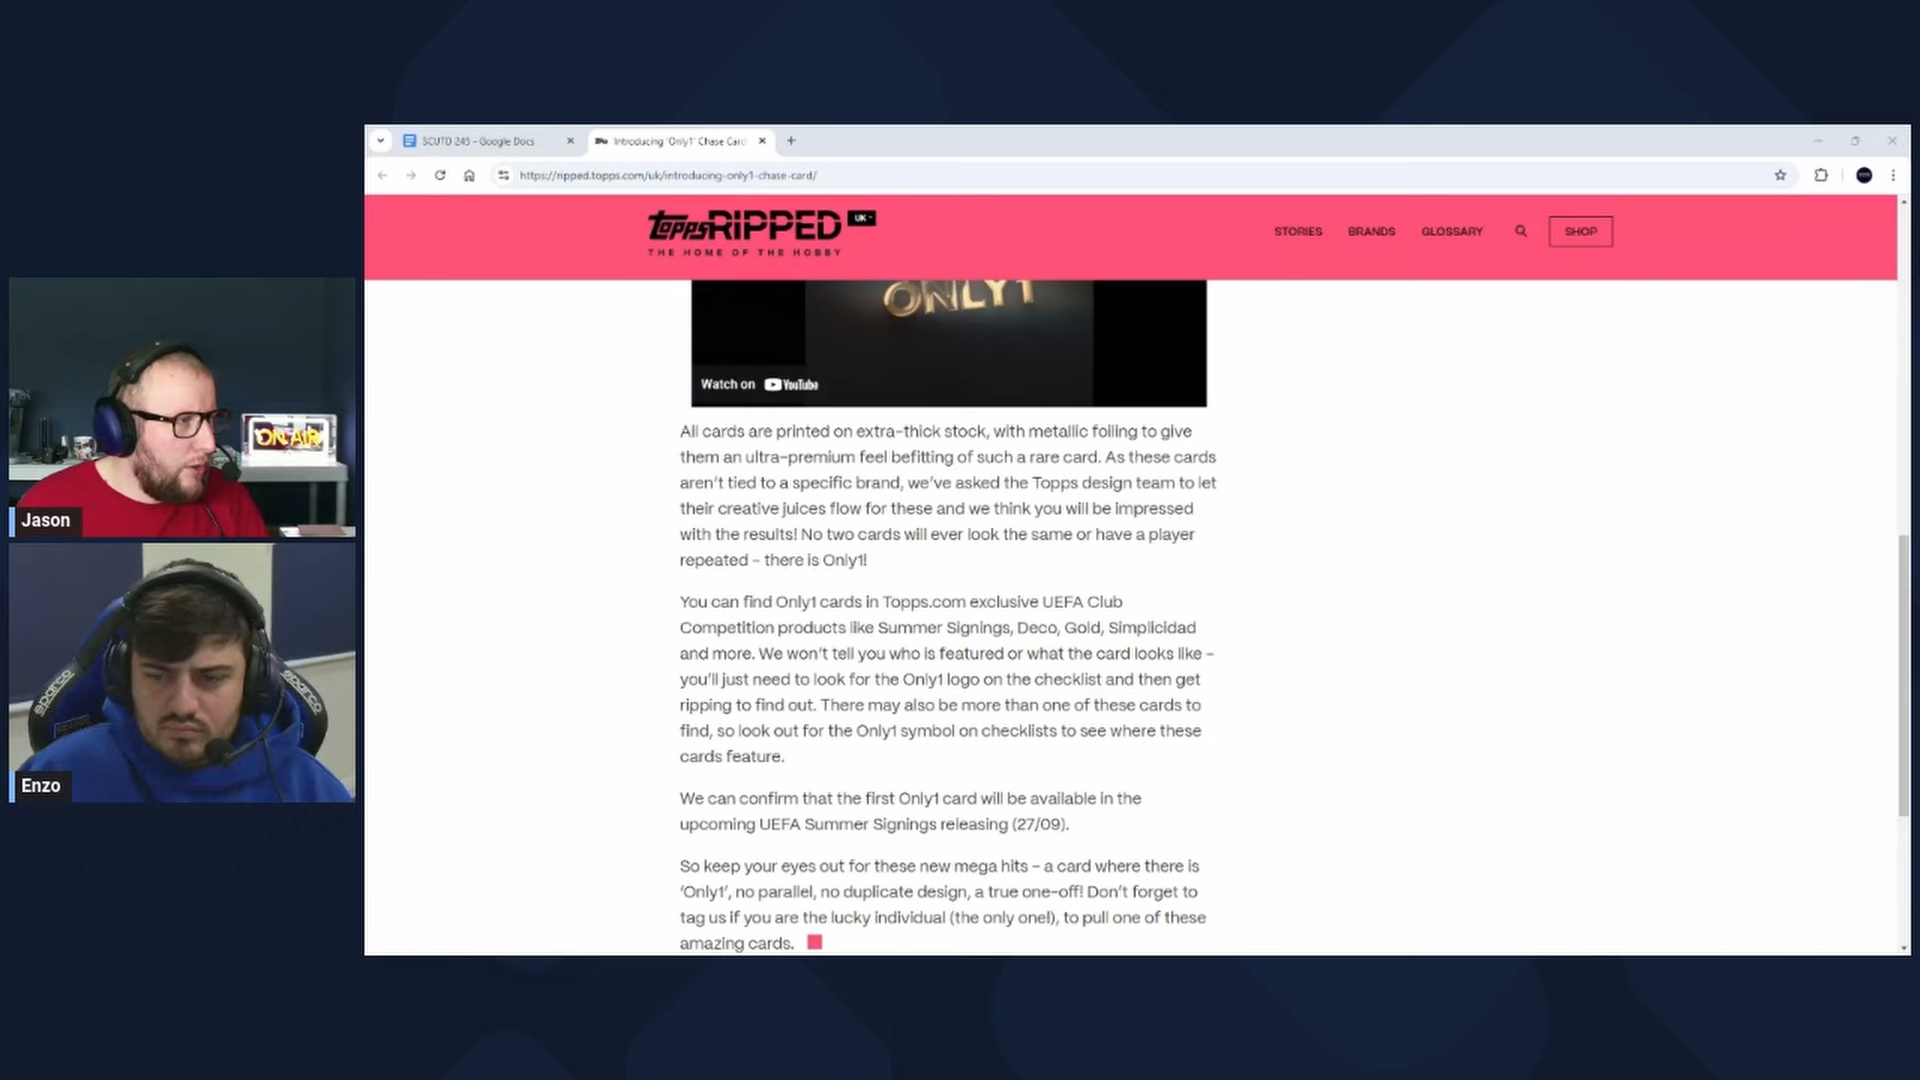 SCUTD 245 - Google Docs
Introducing 'Only1' Chase Card
https://ripped.topps.com/uk/introducing-only1-chase-card/
topps RIPPED
UK
THE HOME OF THE HOBBY
STORIES
BRANDS
GLOSSARY
SHOP
ONLY1
Watch on YouTube
All cards are printed on extra-thick stock, with metallic foiling to give
them an ultra-premium feel befitting of such a rare card. As these cards
aren't tied to a specific brand, we've asked the Topps design team to let
their creative juices flow for these and we think you will be impressed
with the results! No two cards will ever look the same or have a player
repeated – there is Only1!
You can find Only1 cards in Topps.com exclusive UEFA Club
Competition products like Summer Signings, Deco, Gold, Simplicidad
and more. We won't tell you who is featured or what the card looks like –
you'll just need to look for the Only1 logo on the checklist and then get
ripping to find out. There may also be more than one of these cards to
find, so look out for the Only1 symbol on checklists to see where these
cards feature.
We can confirm that the first Only1 card will be available in the
upcoming UEFA Summer Signings releasing (27/09).
So keep your eyes out for these new mega hits – a card where there is
'Only1', no parallel, no duplicate design, a true one-off! Don't forget to
tag us if you are the lucky individual (the only one!), to pull one of these
amazing cards.
ON AIR
Jason
sparco
sparco
Enzo